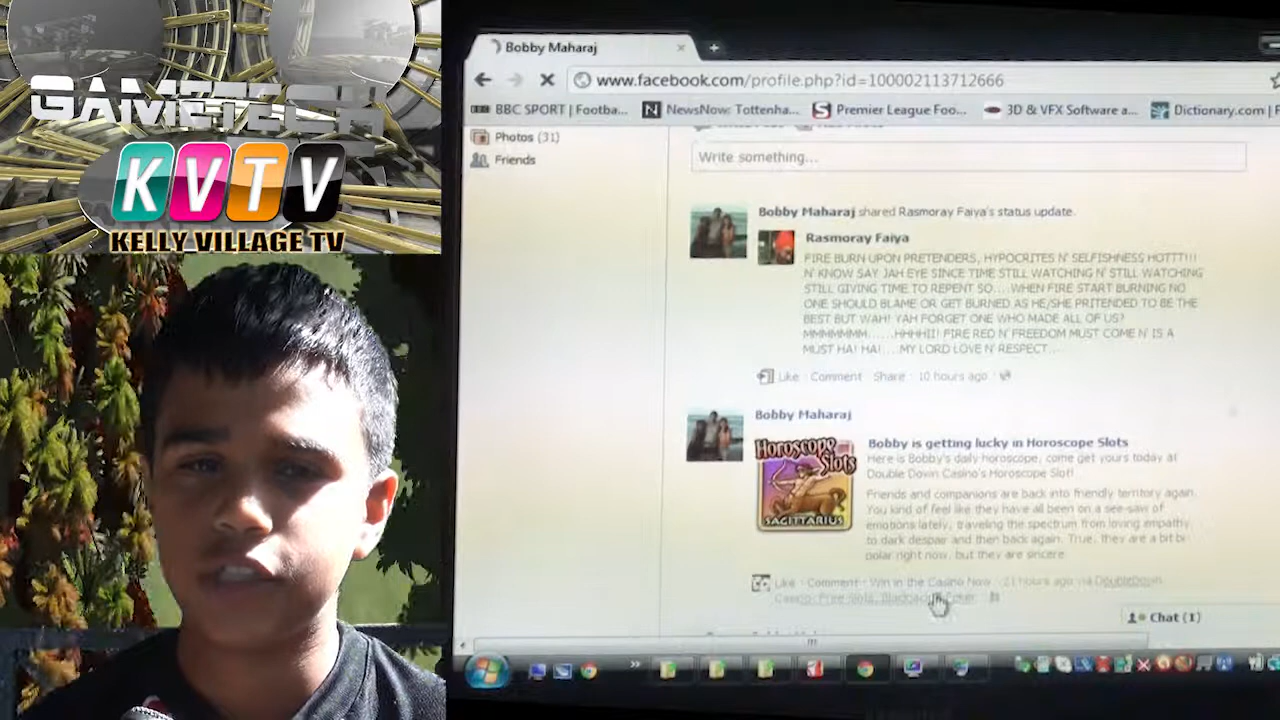 GAMETECH
KVTV
KELLY VILLAGE TV
Bobby Maharaj
www.facebook.com/profile.php?id=100002113712666
BBC SPORT | Footba... NewsNow: Tottenha... Premier League Foo... 3D & VFX Software a... Dictionary.com | Fr
Photos (31)
Friends
Write something...
Bobby Maharaj shared Rasmoray Faiya's status update.
Rasmoray Faiya
FIRE BURN UPON PRETENDERS, HYPOCRITES N' SELFISHNESS HOTTT!!!
N' KNOW SAY JAH EYE SINCE TIME STILL WATCHING N' STILL WATCHING
STILL GIVING TIME TO REPENT SO....WHEN FIRE START BURNING NO
ONE SHOULD BLAME OR GET BURNED AS HE/SHE PRITENDED TO BE THE
BEST BUT WAH! YAH FORGET ONE WHO MADE ALL OF US?
MMMMMMM......HHHHII! FIRE RED N' FREEDOM MUST COME N' IS A
MUST HA! HA!....MY LORD LOVE N' RESPECT...
Like · Comment · Share · 10 hours ago
Bobby Maharaj
Horoscope Slots
SAGITTARIUS
Bobby is getting lucky in Horoscope Slots
Here is Bobby's daily horoscope, come get yours today at
Double Down Casino's Horoscope Slot!
Friends and companions are back into friendly territory again.
You kind of feel like they have all been on a see-saw of
emotions lately, traveling the spectrum from loving empathy
to dark despair and then back again. True, they are a bit bi-
polar right now, but they are sincere
Like · Comment · Win in the Casino Now · 21 hours ago via DoubleDown
Casino: Free Slots, Blackjack & Poker
Chat (1)